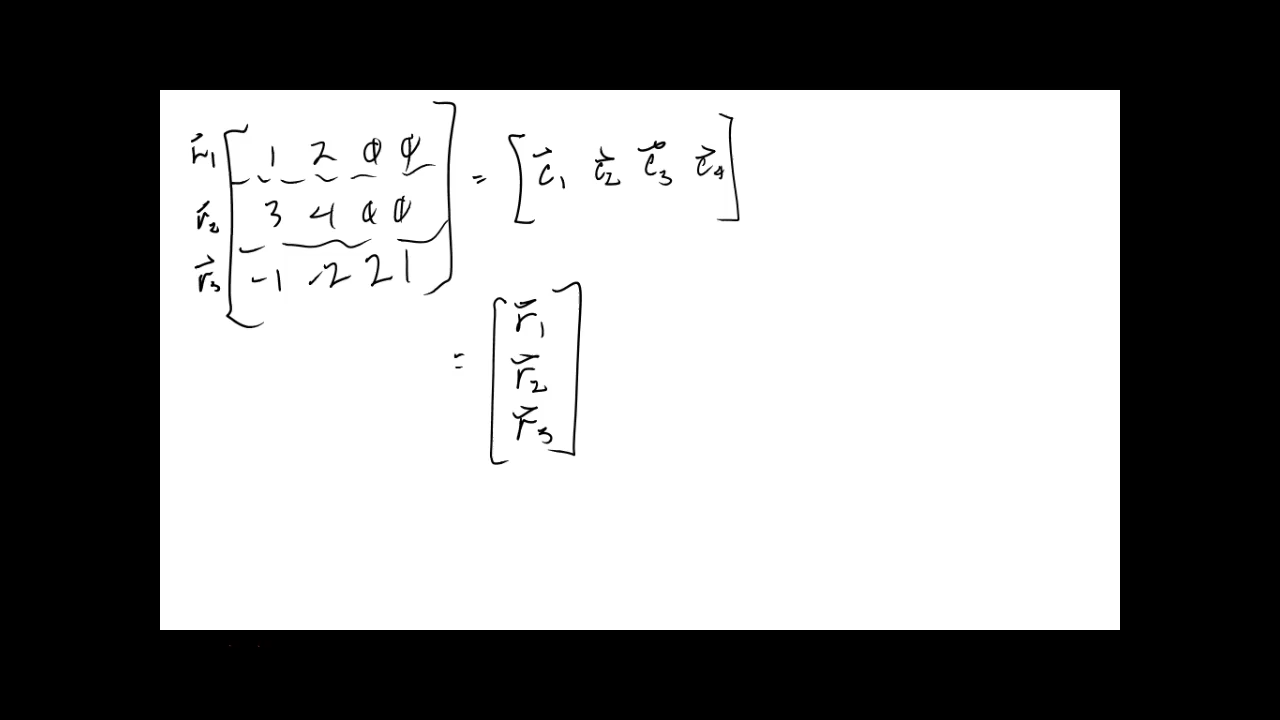 r⃗₁ [ 1 2 0 0 ] = [ c⃗₁ c⃗₂ c⃗₃ c⃗₄ ]
r⃗₂ [ 3 4 0 0 ]
r⃗₃ [ -1 -2 2 1 ]
= [ r⃗₁
r⃗₂
r⃗₃ ]